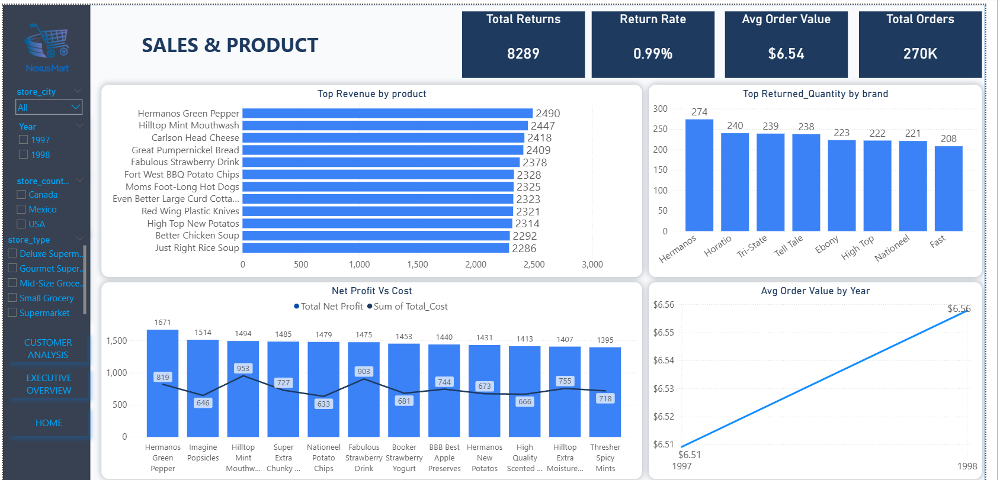 NexusMart
SALES & PRODUCT
Total Returns
8289
Return Rate
0.99%
Avg Order Value
$6.54
Total Orders
270K
store_city
All
Year
1997
1998
store_count...
Canada
Mexico
USA
store_type
Deluxe Superm...
Gourmet Super...
Mid-Size Groce...
Small Grocery
Supermarket
CUSTOMER
ANALYSIS
EXECUTIVE
OVERVIEW
HOME
Top Revenue by product
Hermanos Green Pepper 2490
Hilltop Mint Mouthwash 2447
Carlson Head Cheese 2418
Great Pumpernickel Bread 2409
Fabulous Strawberry Drink 2378
Fort West BBQ Potato Chips 2328
Moms Foot-Long Hot Dogs 2325
Even Better Large Curd Cotta... 2323
Red Wing Plastic Knives 2321
High Top New Potatos 2314
Better Chicken Soup 2292
Just Right Rice Soup 2286
0 500 1,000 1,500 2,000 2,500 3,000
Top Returned_Quantity by brand
300
250
200
150
100
50
0
274 240 239 238 223 222 221 208
Hermanos Horatio Tri-State Tell Tale Ebony High Top Nationeel Fast
Net Profit Vs Cost
Total Net Profit Sum of Total_Cost
1,500
1,000
500
0
1671 1514 1494 1485 1479 1475 1453 1440 1431 1413 1407 1395
819 646 953 727 633 903 681 744 673 666 755 718
Hermanos Imagine Hilltop Super Nationeel Fabulous Booker BBB Best Hermanos High Hilltop Thresher
Green Popsicles Mint Extra Potato Strawberry Strawberry Apple New Quality Extra Spicy
Pepper Mouthw... Chunky ... Chips Drink Yogurt Preserves Potatos Scented ... Moisture... Mints
Avg Order Value by Year
$6.56
$6.55
$6.54
$6.53
$6.52
$6.51
$6.56
$6.51
1997 1998